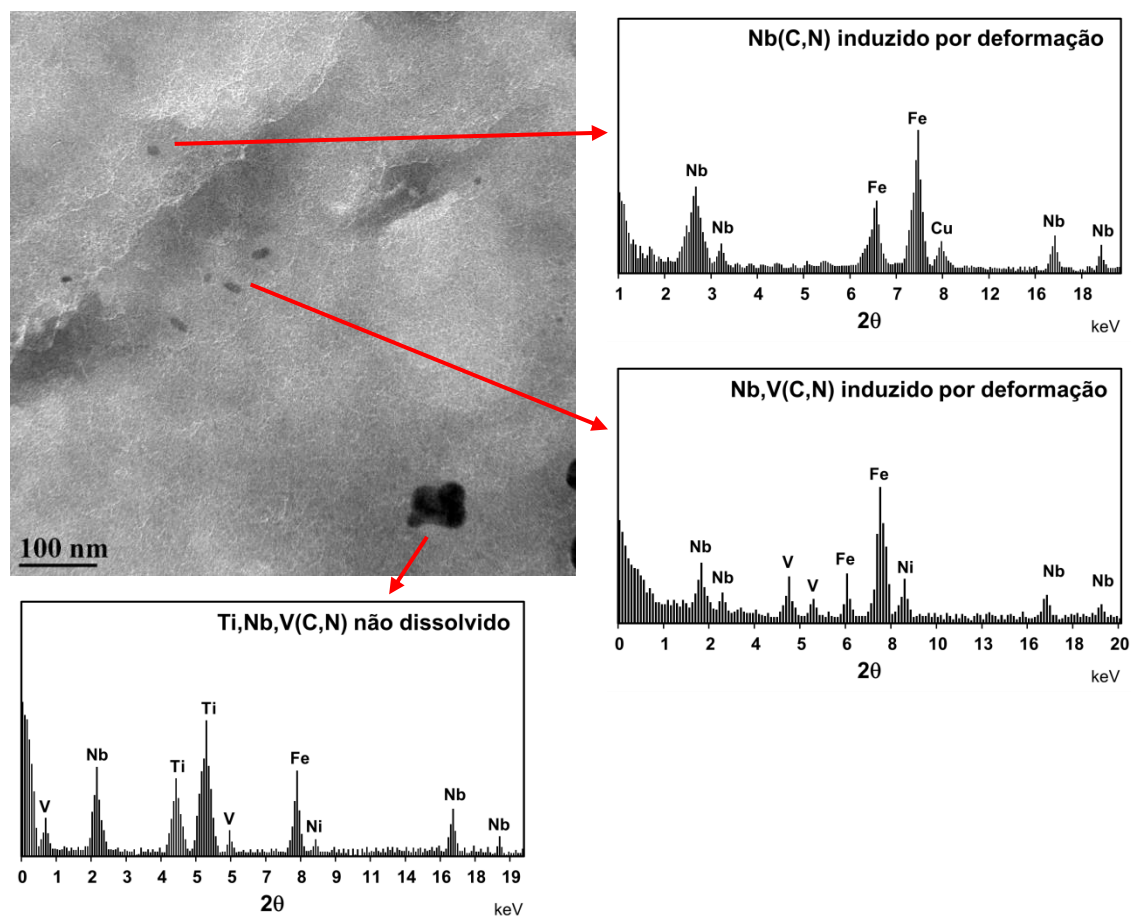 100 nm
Nb(C,N) induzido por deformação
Nb
Nb
Fe
Fe
Cu
Nb
Nb
1 2 3 4 5 6 7 8 12 16 18
2θ
keV
Nb,V(C,N) induzido por deformação
Nb
Nb
V
V
Fe
Fe
Ni
Nb
Nb
0 1 2 4 5 6 7 8 10 13 16 18 20
2θ
keV
Ti,Nb,V(C,N) não dissolvido
V
Nb
Ti
Ti
V
Fe
Ni
Nb
Nb
0 1 2 3 4 5 5 7 8 9 11 14 16 18 19
2θ
keV